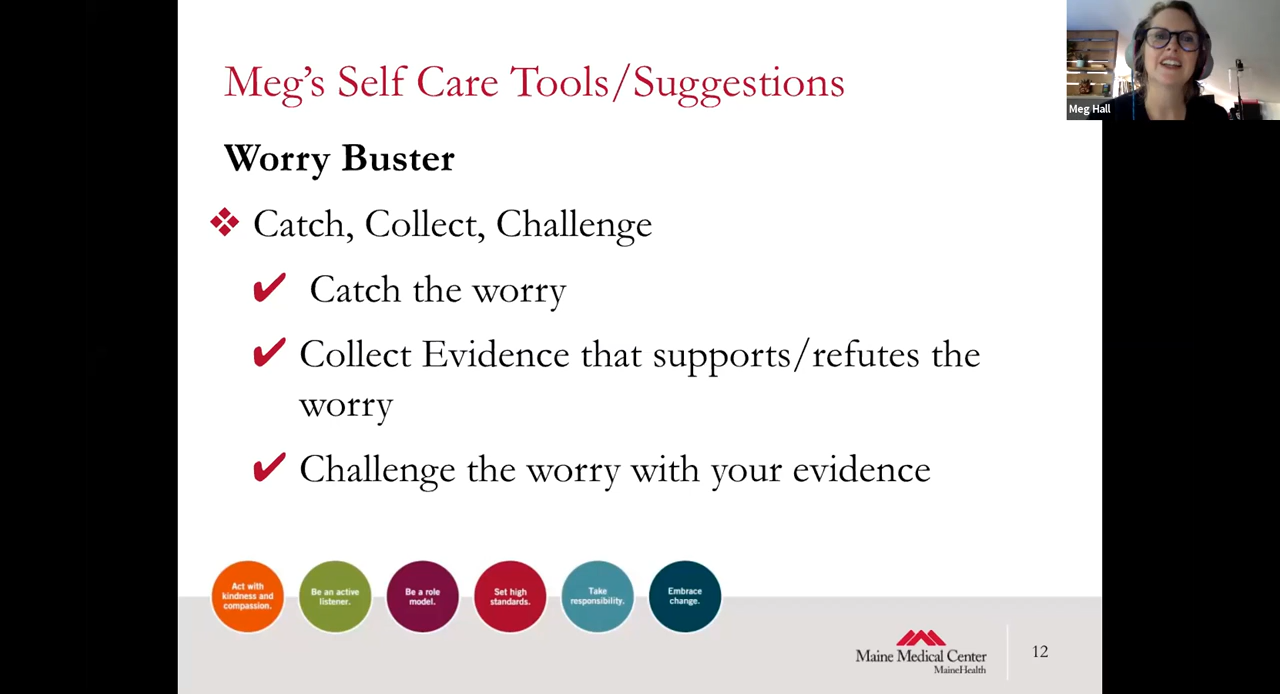 Meg's Self Care Tools/Suggestions
Meg Hall
Worry Buster
Catch, Collect, Challenge
Catch the worry
Collect Evidence that supports/refutes the
worry
Challenge the worry with your evidence
Act with
kindness and
compassion.
Be an active
listener.
Be a role
model.
Set high
standards.
Take
responsibility.
Embrace
change.
Maine Medical Center
MaineHealth
12